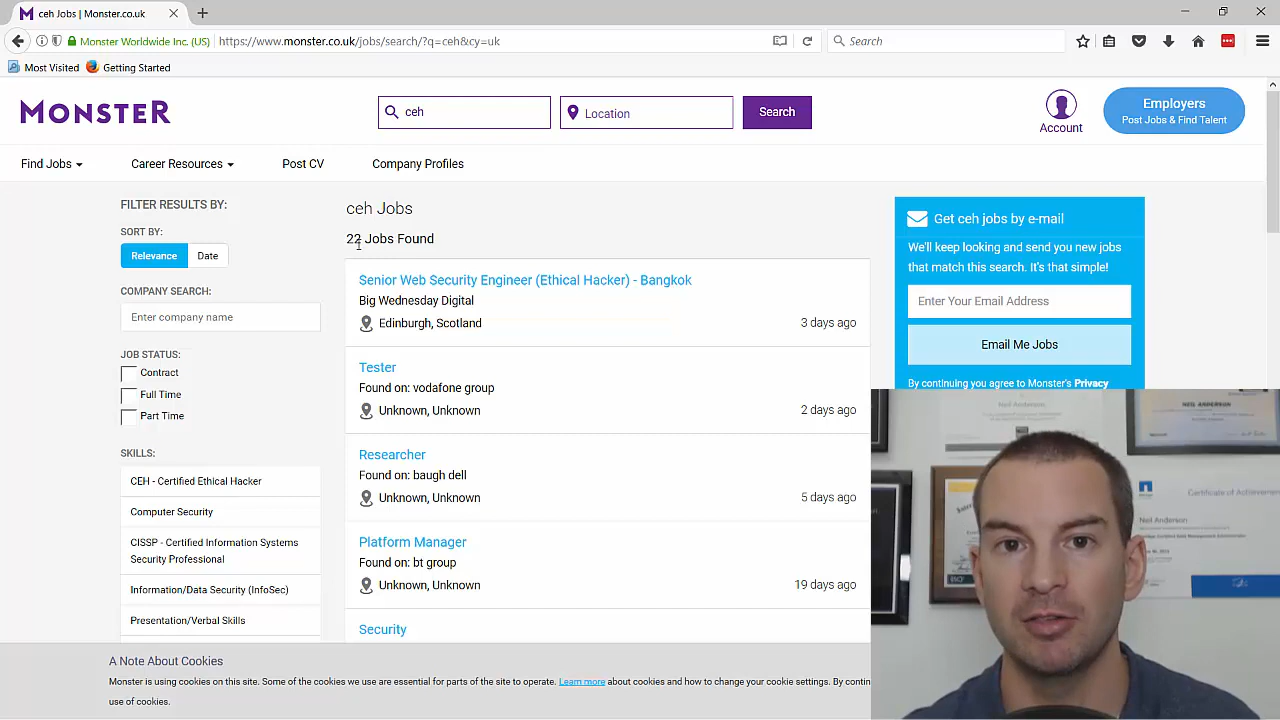 ceh Jobs | Monster.co.uk
Monster Worldwide Inc. (US)
https://www.monster.co.uk/jobs/search/?q=ceh&cy=uk
Search
Most Visited
Getting Started
MONSTER
ceh
Location
Search
Account
Employers
Post Jobs & Find Talent
Find Jobs
Career Resources
Post CV
Company Profiles
FILTER RESULTS BY:
SORT BY:
Relevance
Date
COMPANY SEARCH:
Enter company name
JOB STATUS:
Contract
Full Time
Part Time
SKILLS:
CEH - Certified Ethical Hacker
Computer Security
CISSP - Certified Information Systems
Security Professional
Information/Data Security (InfoSec)
Presentation/Verbal Skills
ceh Jobs
22 Jobs Found
Senior Web Security Engineer (Ethical Hacker) - Bangkok
Big Wednesday Digital
Edinburgh, Scotland
3 days ago
Tester
Found on: vodafone group
Unknown, Unknown
2 days ago
Researcher
Found on: baugh dell
Unknown, Unknown
5 days ago
Platform Manager
Found on: bt group
Unknown, Unknown
19 days ago
Security
Get ceh jobs by e-mail
We'll keep looking and send you new jobs
that match this search. It's that simple!
Enter Your Email Address
Email Me Jobs
By continuing you agree to Monster's Privacy
A Note About Cookies
Monster is using cookies on this site. Some of the cookies we use are essential for parts of the site to operate. Learn more about cookies and how to change your cookie settings. By contin
use of cookies.
Neil Anderson
NEIL ANDERSON
Certificate of Achievem
Neil Anderson